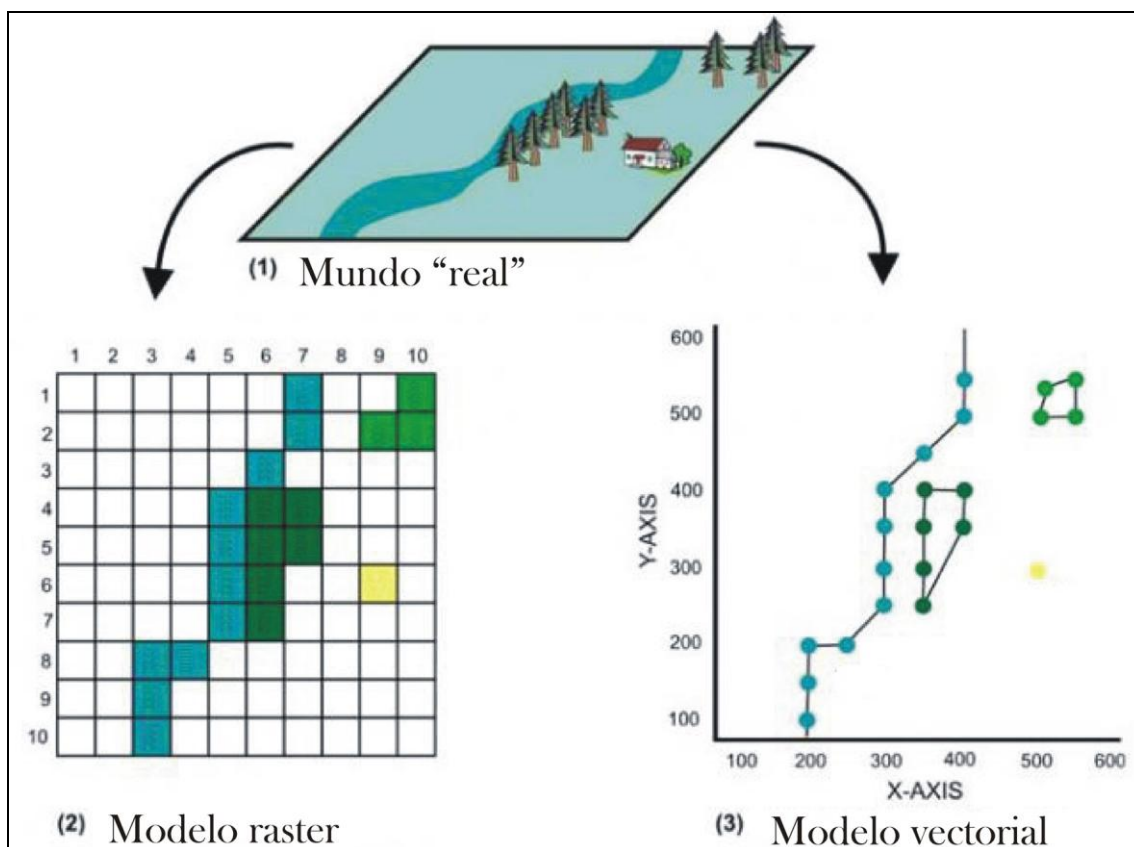 (1) Mundo “real”
1 2 3 4 5 6 7 8 9 10
1
2
3
4
5
6
7
8
9
10
(2) Modelo raster
600
500
400
300
200
100
Y-AXIS
100 200 300 400 500 600
X-AXIS
(3) Modelo vectorial